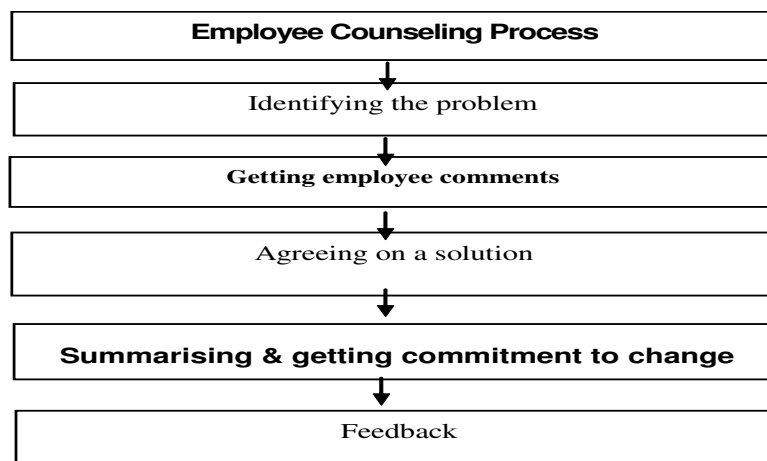 Employee Counseling Process
Identifying the problem
Getting employee comments
Agreeing on a solution
Summarising & getting commitment to change
Feedback